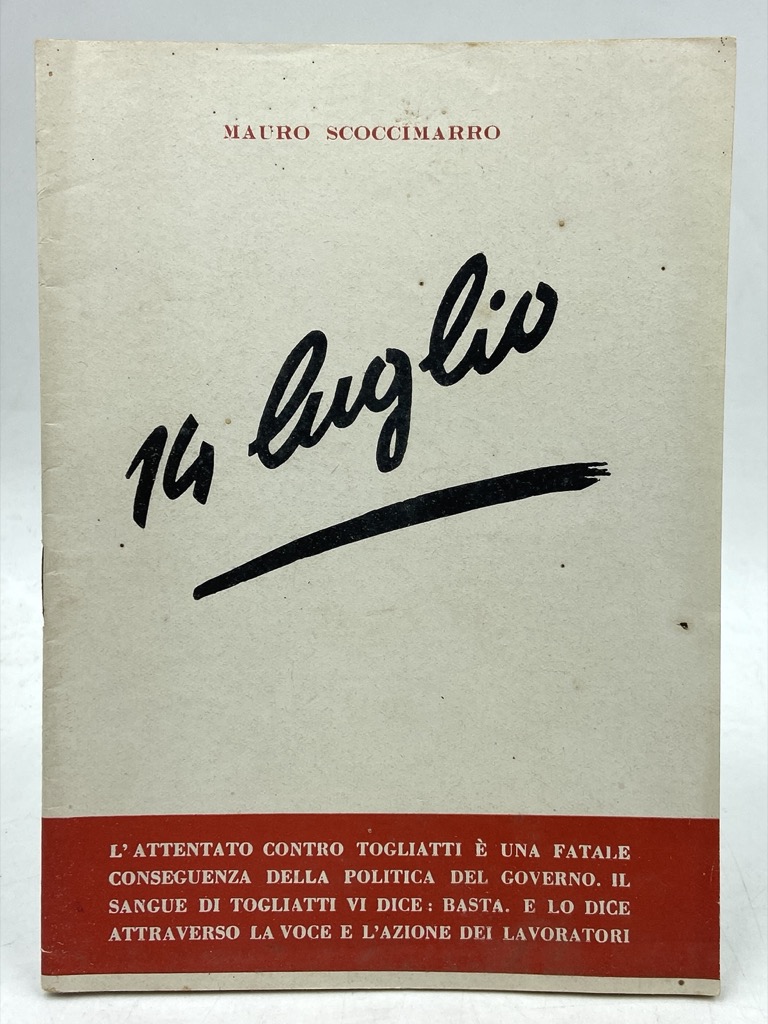 MAURO SCOCCIMARRO
14 luglio
L'ATTENTATO CONTRO TOGLIATTI È UNA FATALE
CONSEGUENZA DELLA POLITICA DEL GOVERNO. IL
SANGUE DI TOGLIATTI VI DICE: BASTA. E LO DICE
ATTRAVERSO LA VOCE E L'AZIONE DEI LAVORATORI